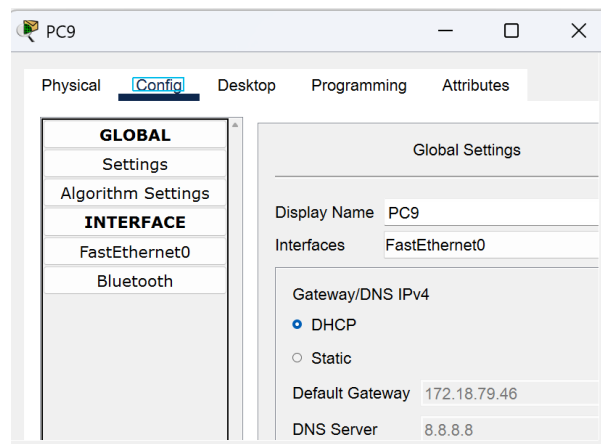 PC9
Physical Config Desktop Programming Attributes
GLOBAL
Settings
Algorithm Settings
INTERFACE
FastEthernet0
Bluetooth
Global Settings
Display Name PC9
Interfaces FastEthernet0
Gateway/DNS IPv4
DHCP
Static
Default Gateway 172.18.79.46
DNS Server 8.8.8.8